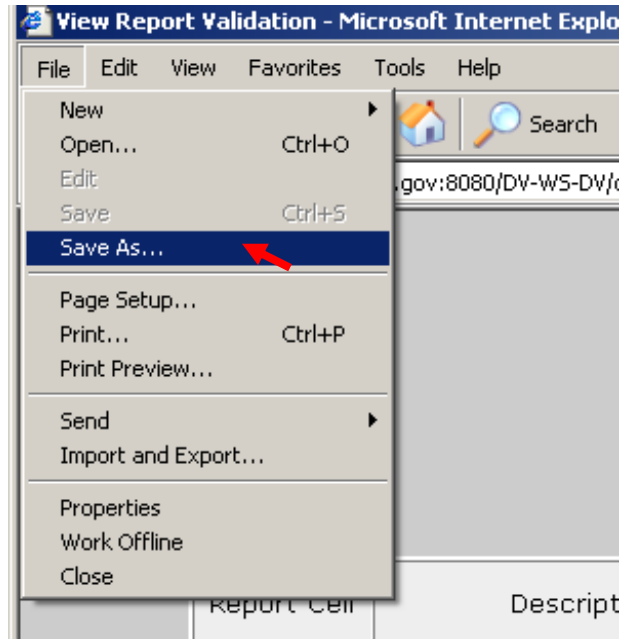 View Report Validation - Microsoft Internet Explo
File Edit View Favorites Tools Help
New
Search
Open... Ctrl+O
Edit
.gov:8080/DV-WS-DV/
Save Ctrl+S
Save As...
Page Setup...
Print... Ctrl+P
Print Preview...
Send
Import and Export...
Properties
Work Offline
Close
Report Cell Descript